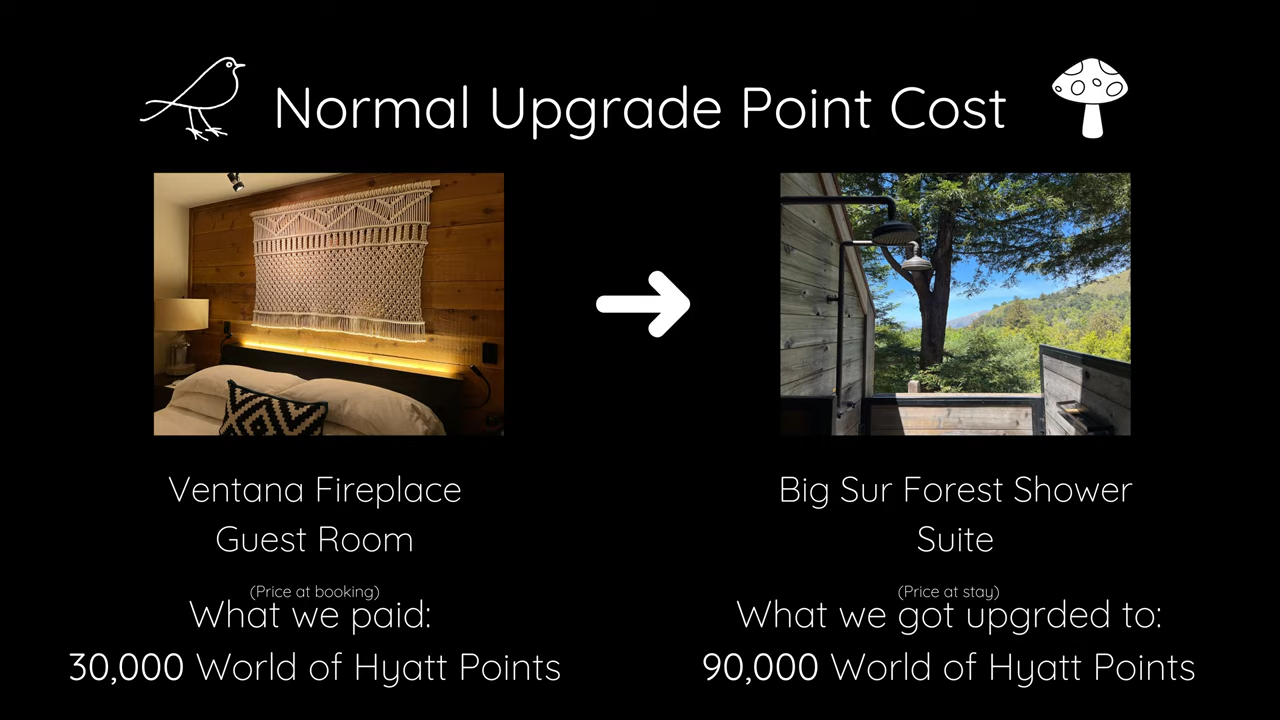 Normal Upgrade Point Cost
Ventana Fireplace
Guest Room
(Price at booking)
What we paid:
30,000 World of Hyatt Points
Big Sur Forest Shower
Suite
(Price at stay)
What we got upgrded to:
90,000 World of Hyatt Points